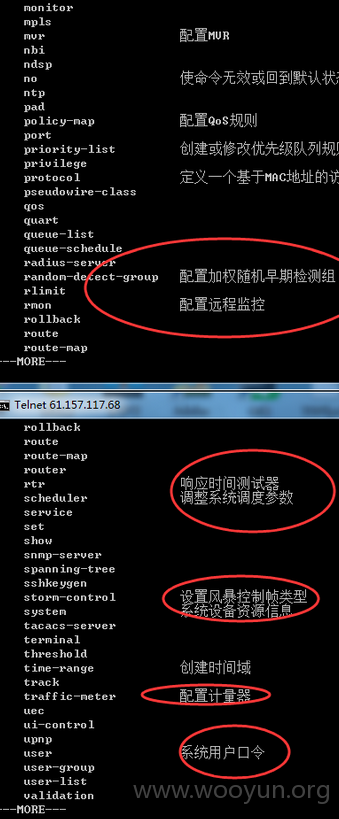 monitor
mpls
mvr 配置MVR
nbi
ndsp
no 使命令无效或回到默认状态
ntp
pad
policy-map 配置QoS规则
port
priority-list 创建或修改优先级队列规则
privilege
protocol 定义一个基于MAC地址的访
pseudowire-class
qos
quart
queue-list
queue-schedule
radius-server
random-detect-group 配置加权随机早期检测组
rlimit
rmon 配置远程监控
rollback
route
route-map
--MORE--
Telnet 61.157.117.68
rollback
route
route-map
router
rtr 响应时间测试器
scheduler 调整系统调度参数
service
set
show
snmp-server
spanning-tree
sshkeygen
storm-control 设置风暴控制帧类型
system 系统设备资源信息
tacacs-server
terminal
threshold
time-range 创建时间域
track
traffic-meter 配置计量器
uec
ui-control
upnp
user 系统用户口令
user-group
user-list
validation
--MORE--
www.wooyun.org